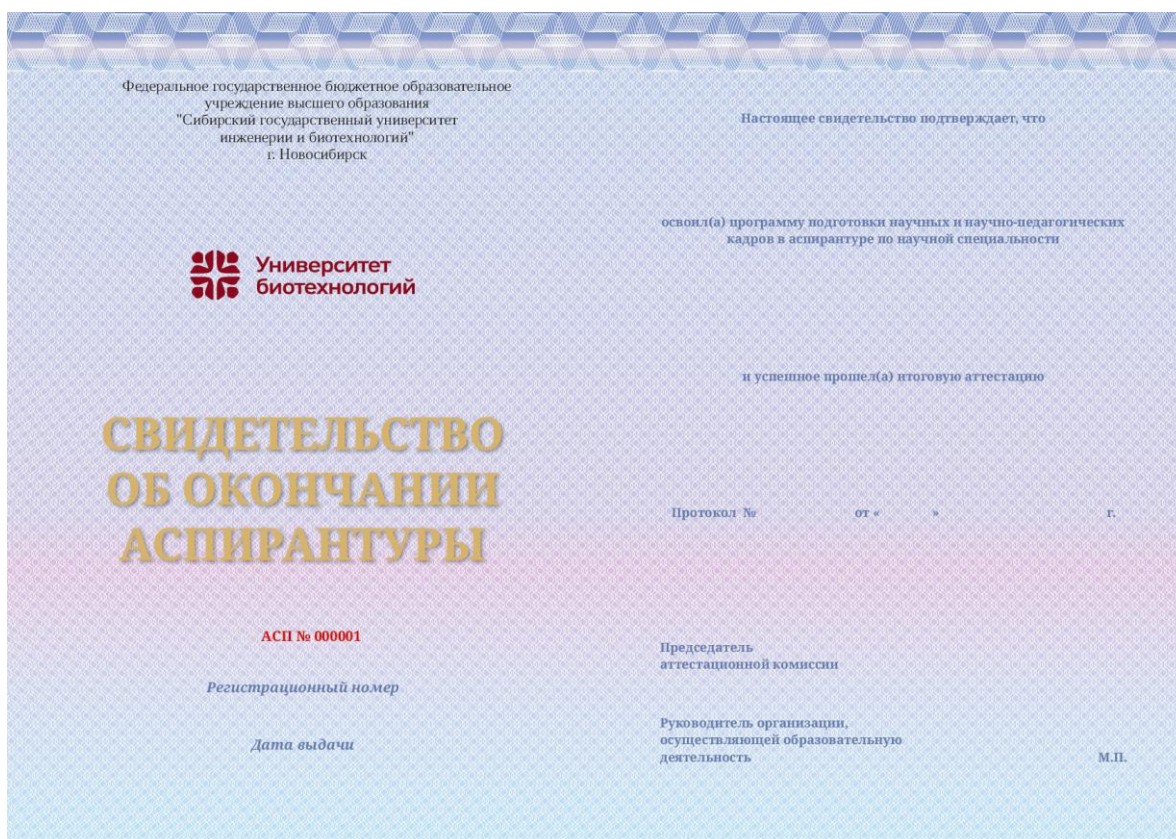 Федеральное государственное бюджетное образовательное
учреждение высшего образования
"Сибирский государственный университет
инженерии и биотехнологий"
г. Новосибирск
Университет
биотехнологий
СВИДЕТЕЛЬСТВО
ОБ ОКОНЧАНИИ
АСПИРАНТУРЫ
АСП № 000001
Регистрационный номер
Дата выдачи
Настоящее свидетельство подтверждает, что
освоил(а) программу подготовки научных и научно-педагогических
кадров в аспирантуре по научной специальности
и успешное прошел(а) итоговую аттестацию
Протокол № от « » г.
Председатель
аттестационной комиссии
Руководитель организации,
осуществляющей образовательную
деятельность М.П.